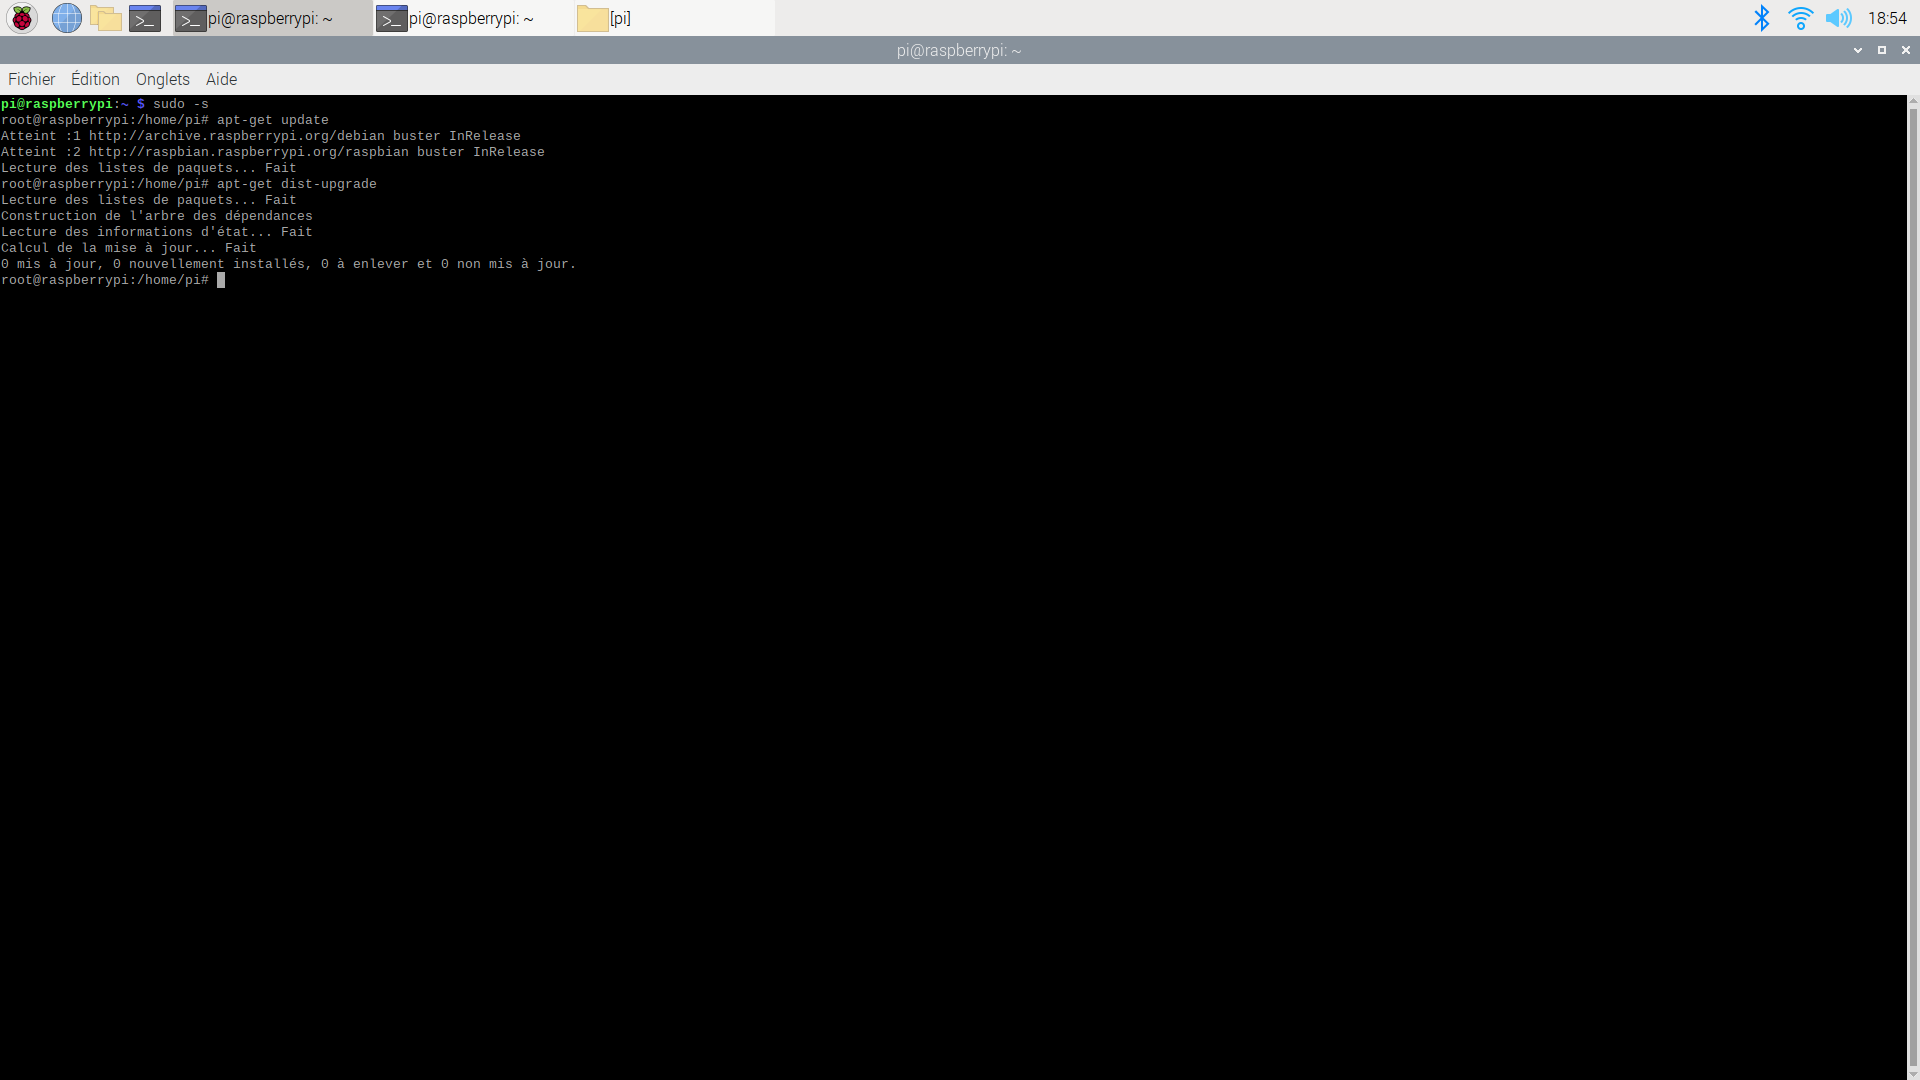 pi@raspberrypi: ~ pi@raspberrypi: ~ [pi] 18:54
pi@raspberrypi: ~
Fichier Édition Onglets Aide
pi@raspberrypi:~ $ sudo -s
root@raspberrypi:/home/pi# apt-get update
Atteint :1 http://archive.raspberrypi.org/debian buster InRelease
Atteint :2 http://raspbian.raspberrypi.org/raspbian buster InRelease
Lecture des listes de paquets... Fait
root@raspberrypi:/home/pi# apt-get dist-upgrade
Lecture des listes de paquets... Fait
Construction de l'arbre des dépendances
Lecture des informations d'état... Fait
Calcul de la mise à jour... Fait
0 mis à jour, 0 nouvellement installés, 0 à enlever et 0 non mis à jour.
root@raspberrypi:/home/pi#